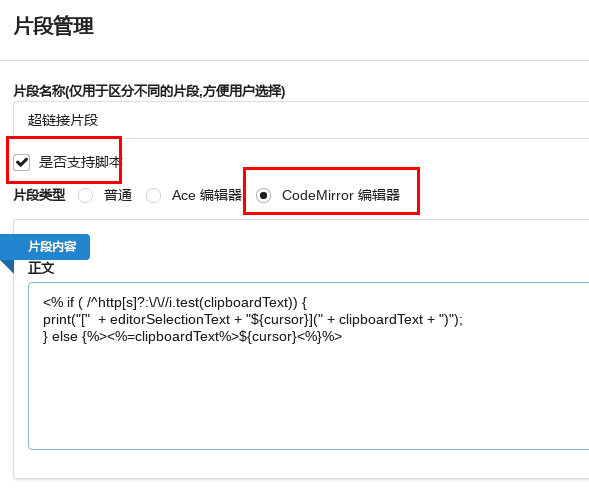 片段管理
片段名称(仅用于区分不同的片段,方便用户选择)
超链接片段
是否支持脚本
片段类型 普通 Ace 编辑器 CodeMirror 编辑器
片段内容
正文
<% if ( /^http[s]?:\/\//i.test(clipboardText)) {
print("["  + editorSelectionText + "${cursor}](" + clipboardText + ")");
} else {%><%=clipboardText%>${cursor}<%}%>